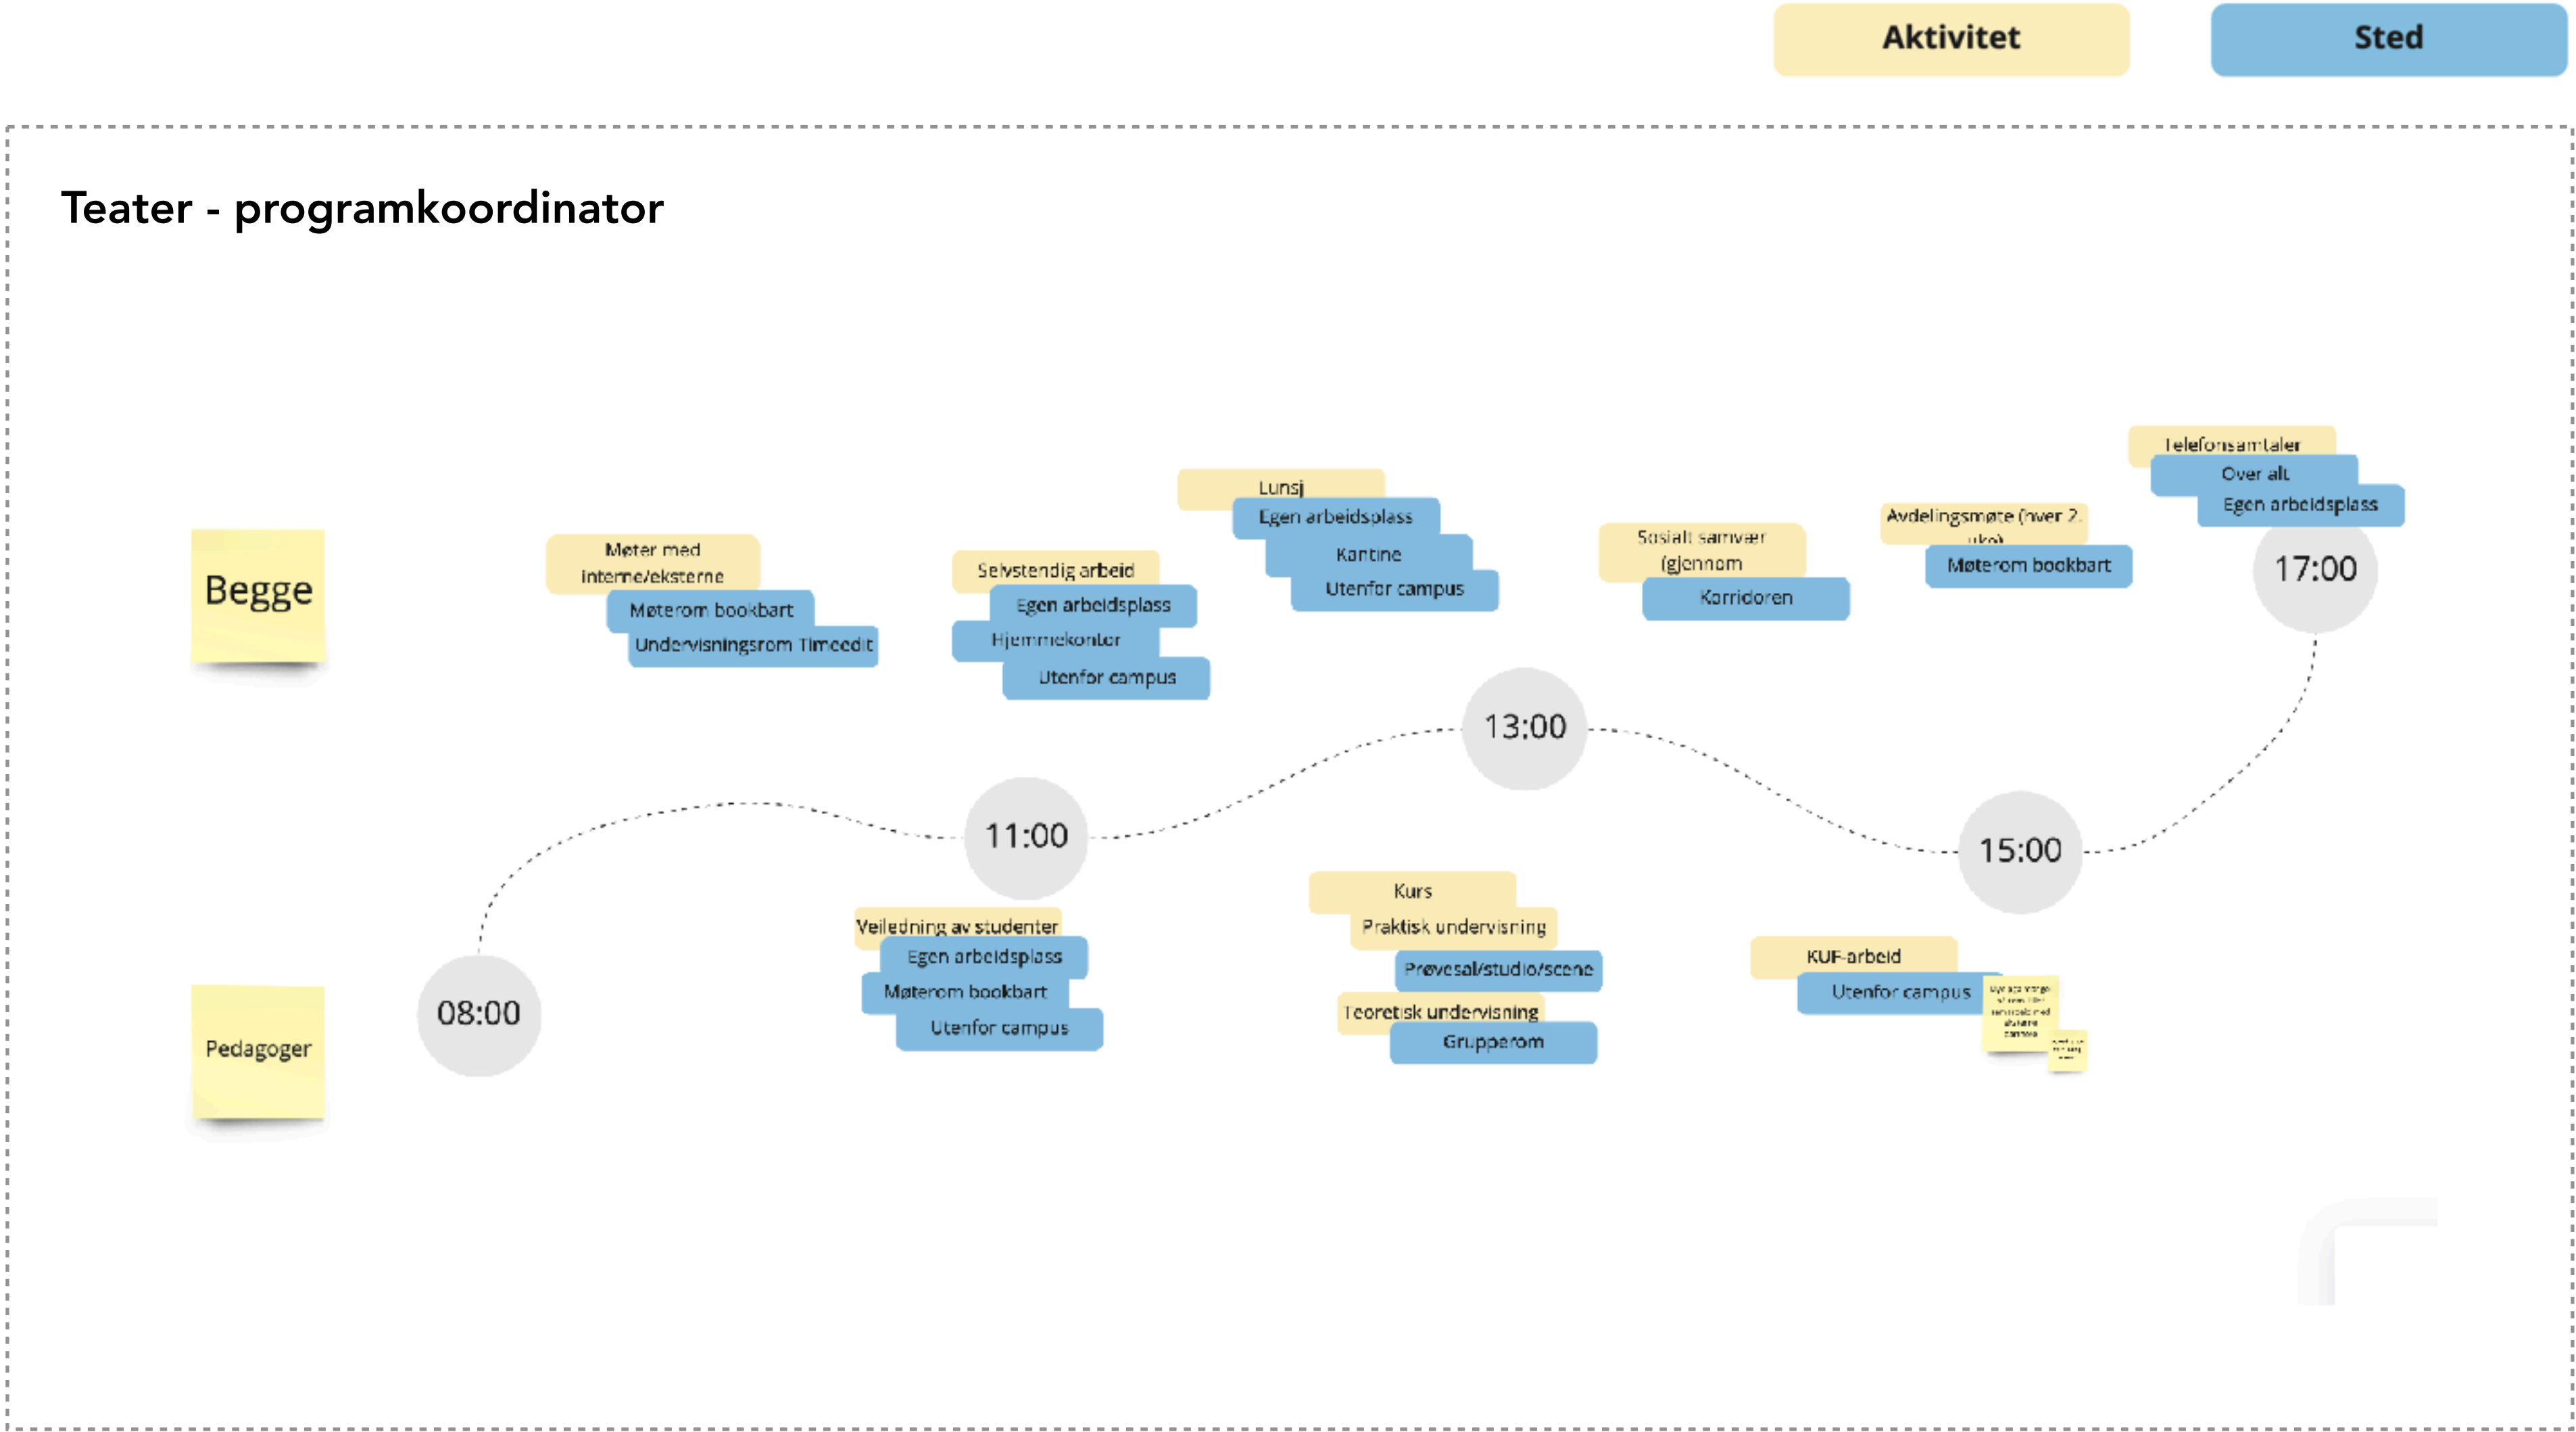 Aktivitet
Sted
Teater - programkoordinator
Begge
Møter med
interne/eksterne
Møterom bookbart
Undervisningsrom Timeedit
Selvstendig arbeid
Egen arbeidsplass
Hjemmekontor
Utenfor campus
Lunsj
Egen arbeidsplass
Kantine
Utenfor campus
Sosialt samvær
(gjennom
Korridoren
Avdelingsmøte (hver 2.
uke)
Møterom bookbart
Telefonsamtaler
Over alt
Egen arbeidsplass
17:00
13:00
11:00
15:00
08:00
Pedagoger
Veiledning av studenter
Egen arbeidsplass
Møterom bookbart
Utenfor campus
Kurs
Praktisk undervisning
Prøvesal/studio/scene
Teoretisk undervisning
Grupperom
KUF-arbeid
Utenfor campus